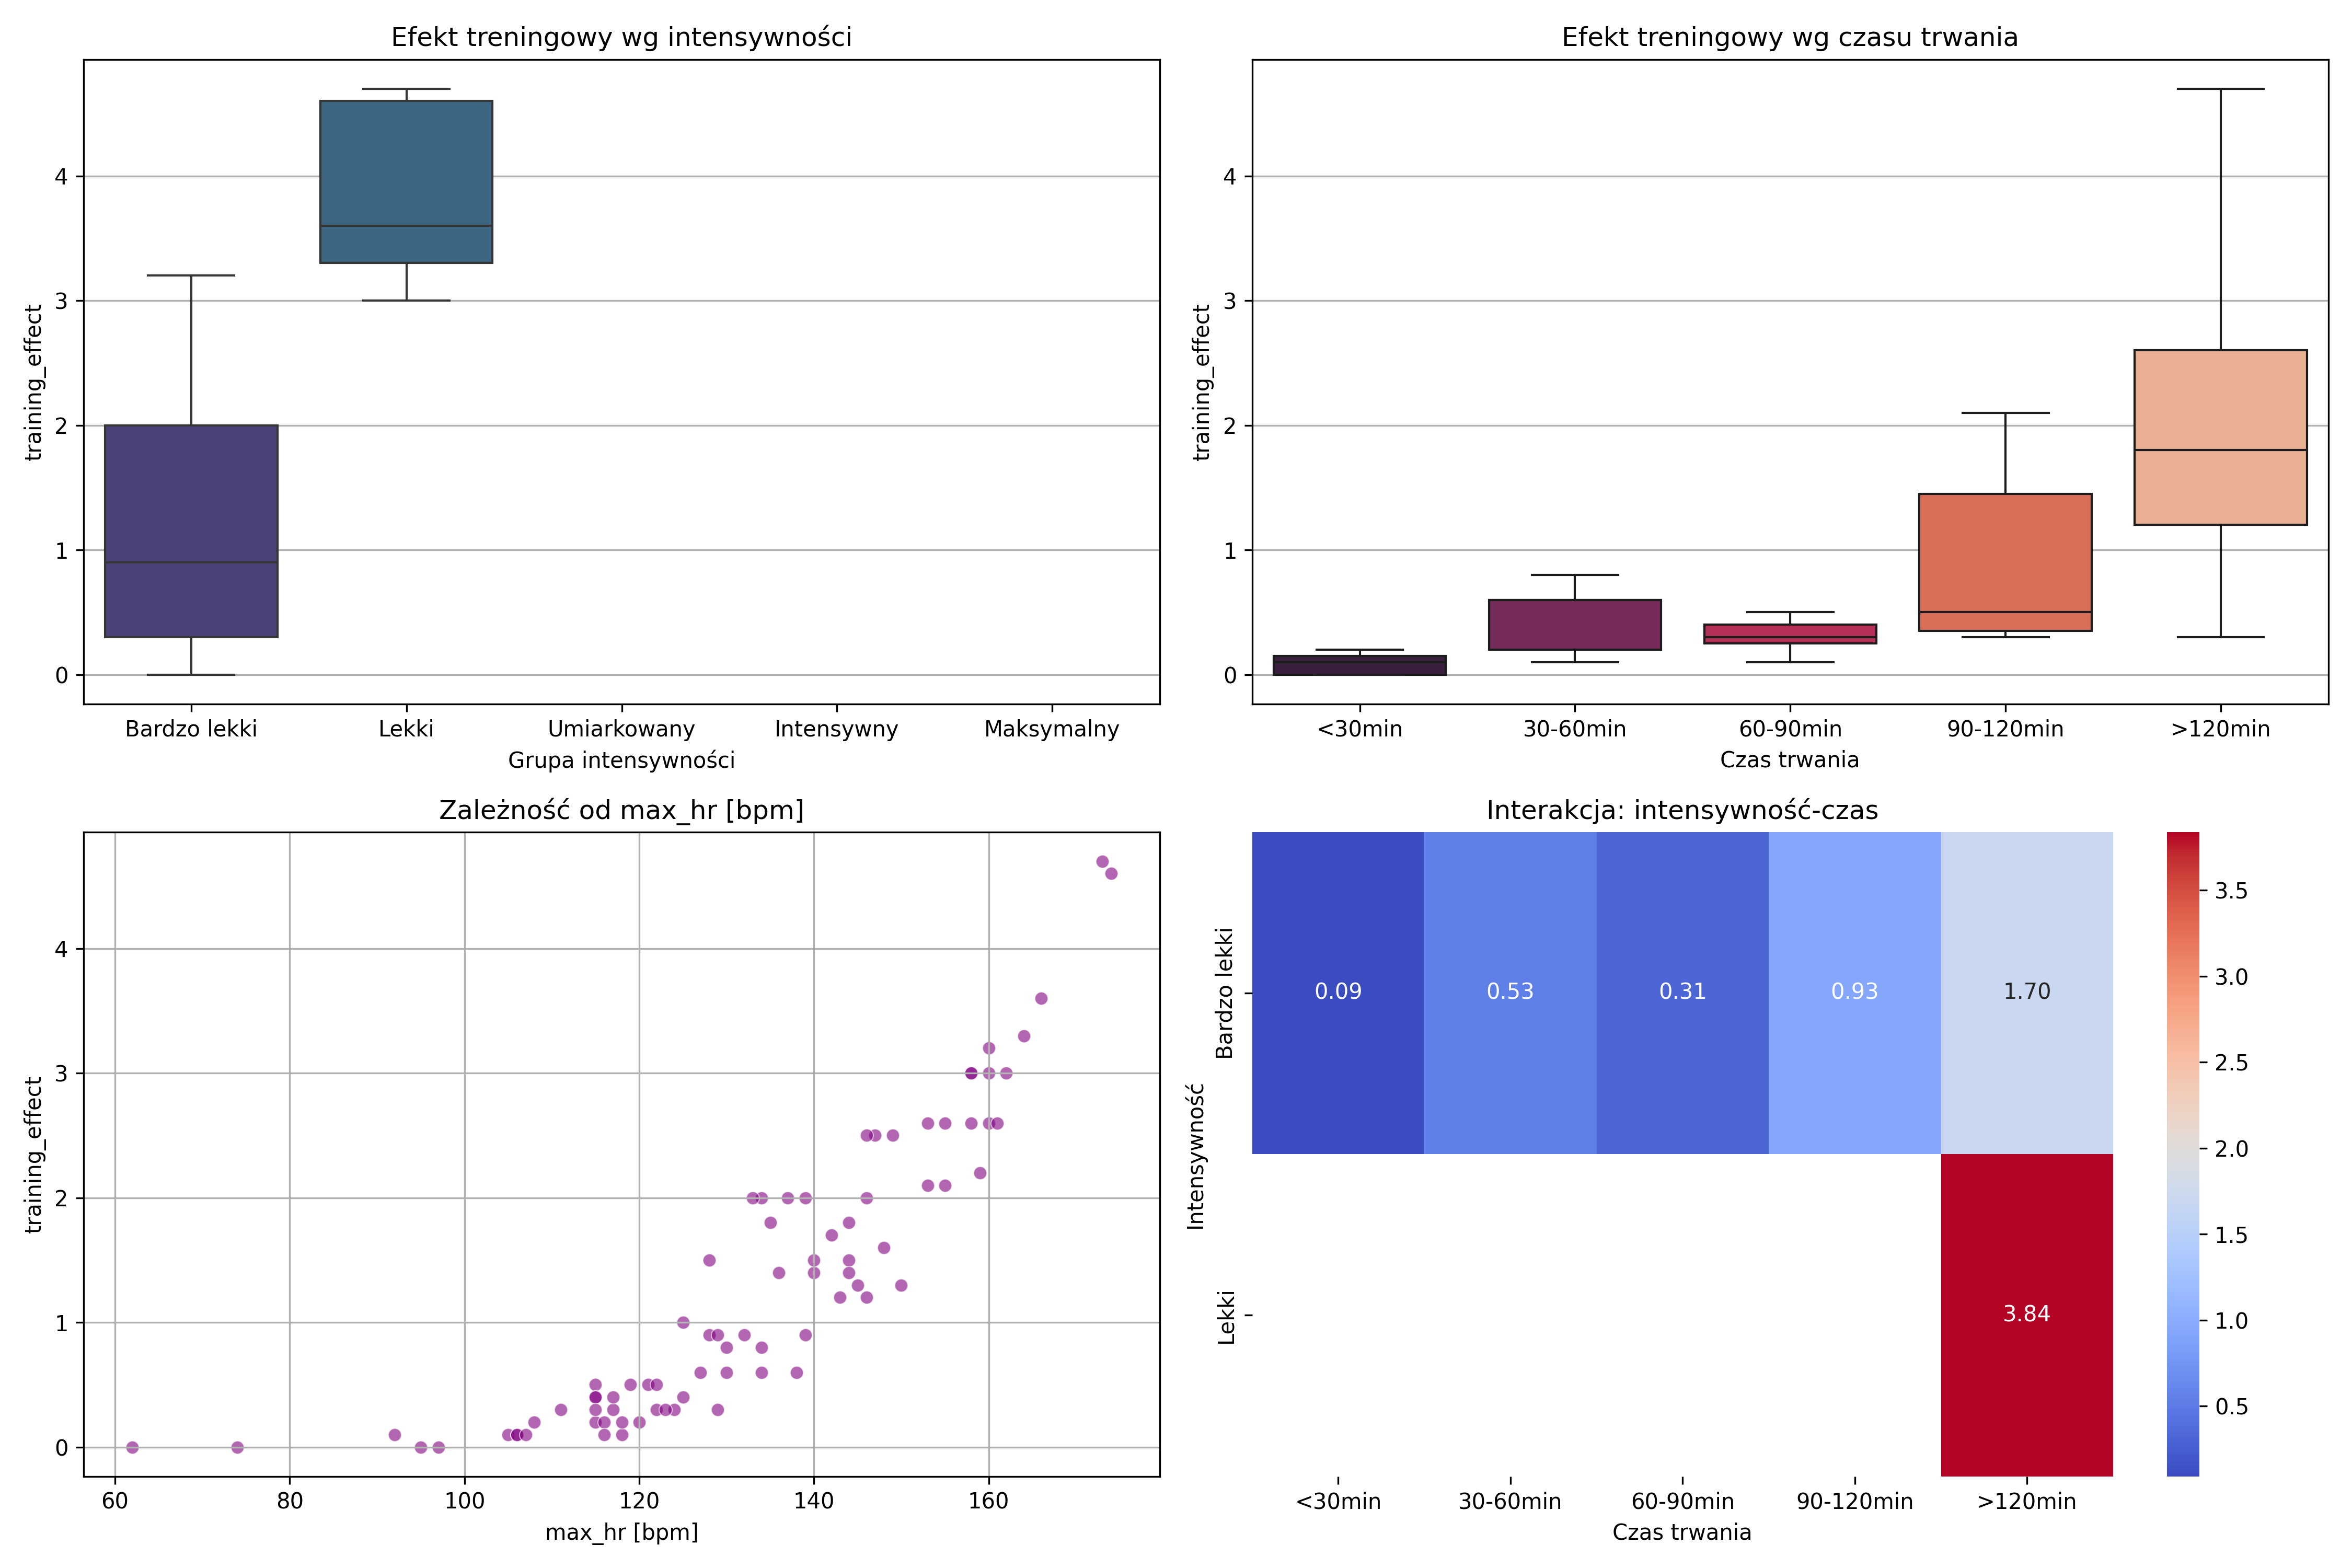 Efekt treningowy wg intensywności
training_effect
4
3
2
1
0
Bardzo lekki Lekki Umiarkowany Intensywny Maksymalny
Grupa intensywności
Efekt treningowy wg czasu trwania
training_effect
4
3
2
1
0
<30min 30-60min 60-90min 90-120min >120min
Czas trwania
Zależność od max_hr [bpm]
training_effect
4
3
2
1
0
60 80 100 120 140 160
max_hr [bpm]
Interakcja: intensywność-czas
Intensywność
Bardzo lekki
0.09 0.53 0.31 0.93 1.70
Lekki
3.84
<30min 30-60min 60-90min 90-120min >120min
Czas trwania
3.5
3.0
2.5
2.0
1.5
1.0
0.5